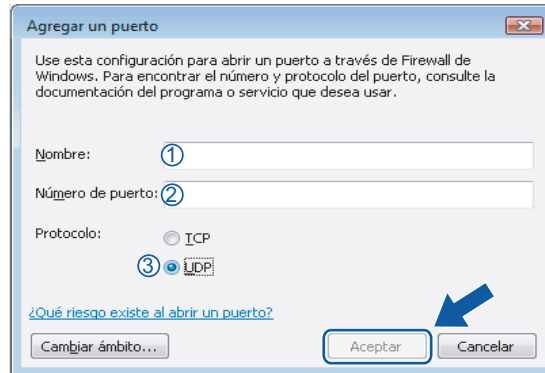 Agregar un puerto
Use esta configuración para abrir un puerto a través de Firewall de
Windows. Para encontrar el número y protocolo del puerto, consulte la
documentación del programa o servicio que desea usar.
Nombre: ①
Número de puerto: ②
Protocolo: TCP
③ UDP
¿Qué riesgo existe al abrir un puerto?
Cambiar ámbito... Aceptar Cancelar